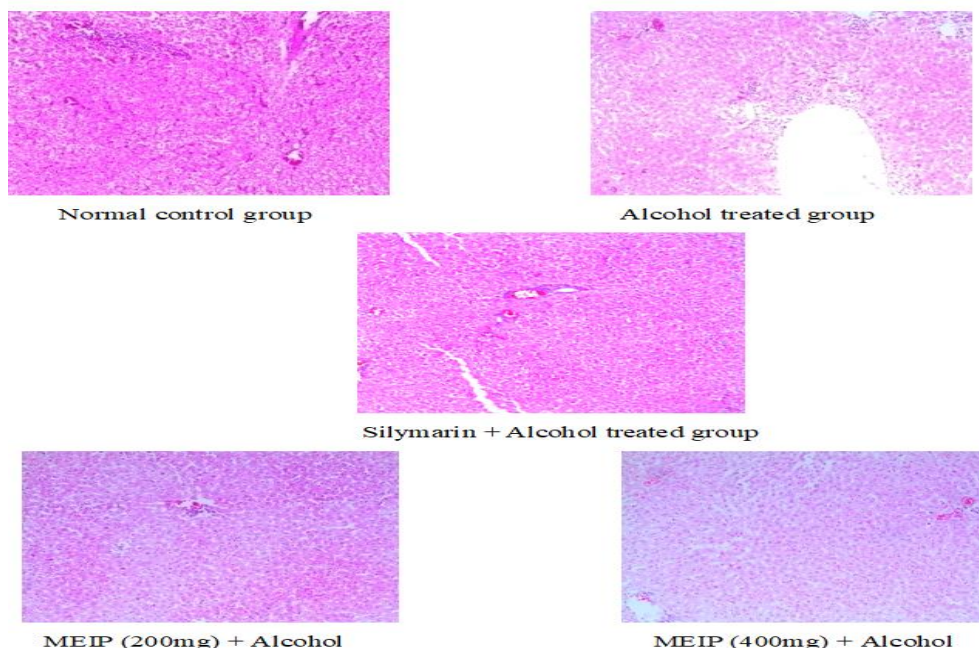 Normal control group
Alcohol treated group
Silymarin + Alcohol treated group
MEIP (200mg) + Alcohol
MEIP (400mg) + Alcohol